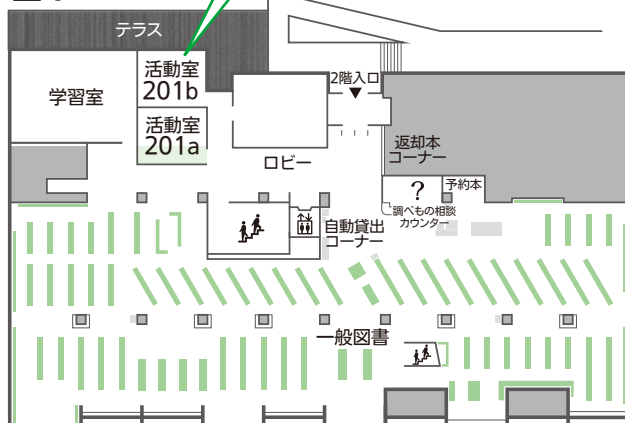 テラス
学習室
活動室
201b
活動室
201a
2階入口
ロビー
返却本
コーナー
?
予約本
調べもの相談
カウンター
自動貸出
コーナー
一般図書